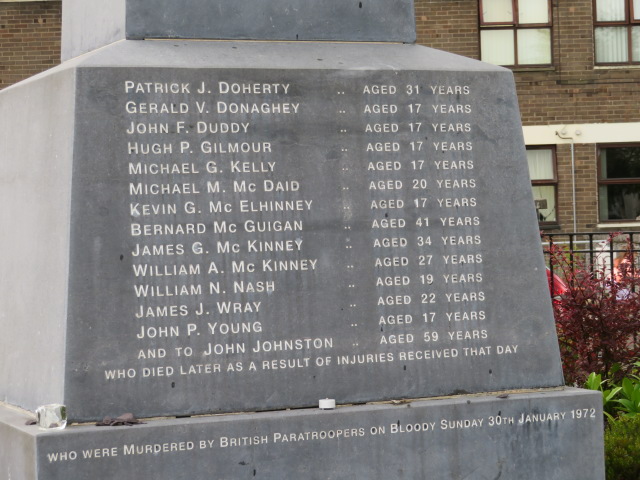 PATRICK J. DOHERTY .. AGED 31 YEARS
GERALD V. DONAGHEY .. AGED 17 YEARS
JOHN F. DUDDY .. AGED 17 YEARS
HUGH P. GILMOUR .. AGED 17 YEARS
MICHAEL G. KELLY .. AGED 17 YEARS
MICHAEL M. MC DAID .. AGED 20 YEARS
KEVIN G. MC ELHINNEY .. AGED 17 YEARS
BERNARD MC GUIGAN .. AGED 41 YEARS
JAMES G. MC KINNEY .. AGED 34 YEARS
WILLIAM A. MC KINNEY .. AGED 27 YEARS
WILLIAM N. NASH .. AGED 19 YEARS
JAMES J. WRAY .. AGED 22 YEARS
JOHN P. YOUNG .. AGED 17 YEARS
AND TO JOHN JOHNSTON .. AGED 59 YEARS
WHO DIED LATER AS A RESULT OF INJURIES RECEIVED THAT DAY
WHO WERE MURDERED BY BRITISH PARATROOPERS ON BLOODY SUNDAY 30TH JANUARY 1972